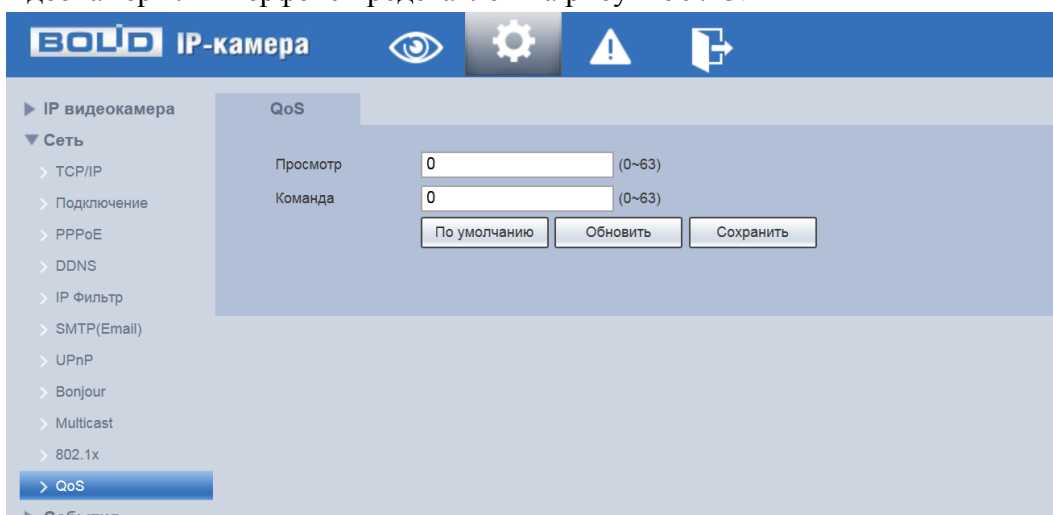 BOLID IP-камера
IP видеокамера
Сеть
TCP/IP
Подключение
PPPoE
DDNS
IP Фильтр
SMTP(Email)
UPnP
Bonjour
Multicast
802.1x
QoS
QoS
Просмотр 0 (0~63)
Команда 0 (0~63)
По умолчанию Обновить Сохранить